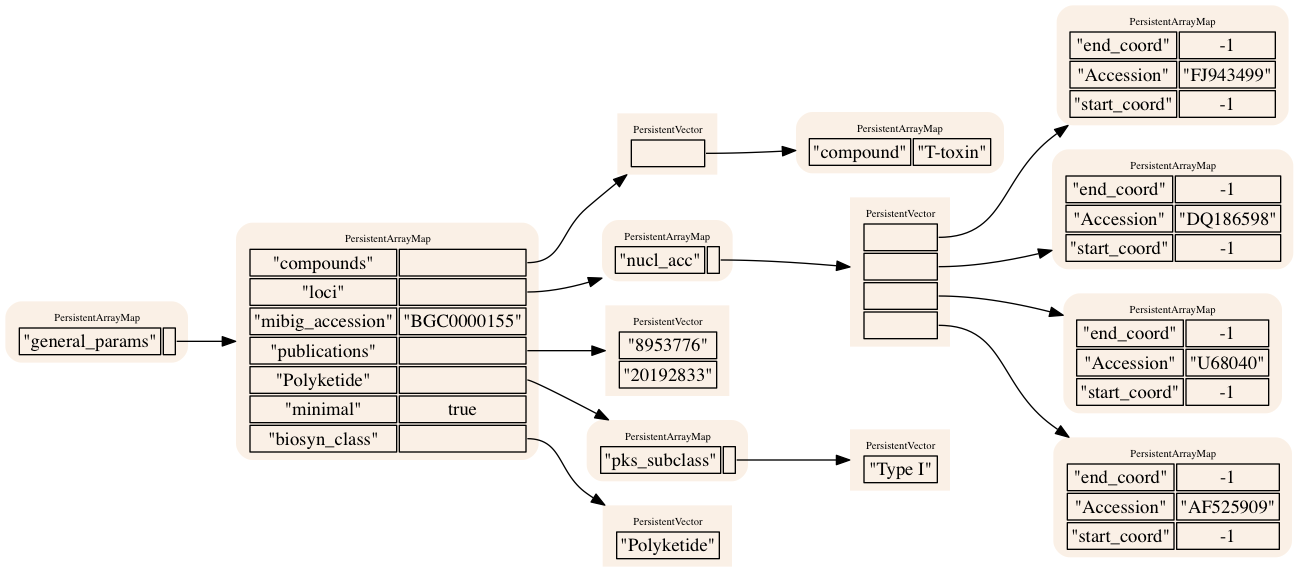 PersistentArrayMap
"general_params"
PersistentArrayMap
"compounds"
"loci"
"mibig_accession" "BGC0000155"
"publications"
"Polyketide"
"minimal" true
"biosyn_class"
PersistentVector
PersistentArrayMap
"compound" "T-toxin"
PersistentArrayMap
"nucl_acc"
PersistentVector
PersistentArrayMap
"end_coord" -1
"Accession" "FJ943499"
"start_coord" -1
PersistentArrayMap
"end_coord" -1
"Accession" "DQ186598"
"start_coord" -1
PersistentArrayMap
"end_coord" -1
"Accession" "U68040"
"start_coord" -1
PersistentArrayMap
"end_coord" -1
"Accession" "AF525909"
"start_coord" -1
PersistentVector
"8953776"
"20192833"
PersistentArrayMap
"pks_subclass"
PersistentVector
"Type I"
PersistentVector
"Polyketide"